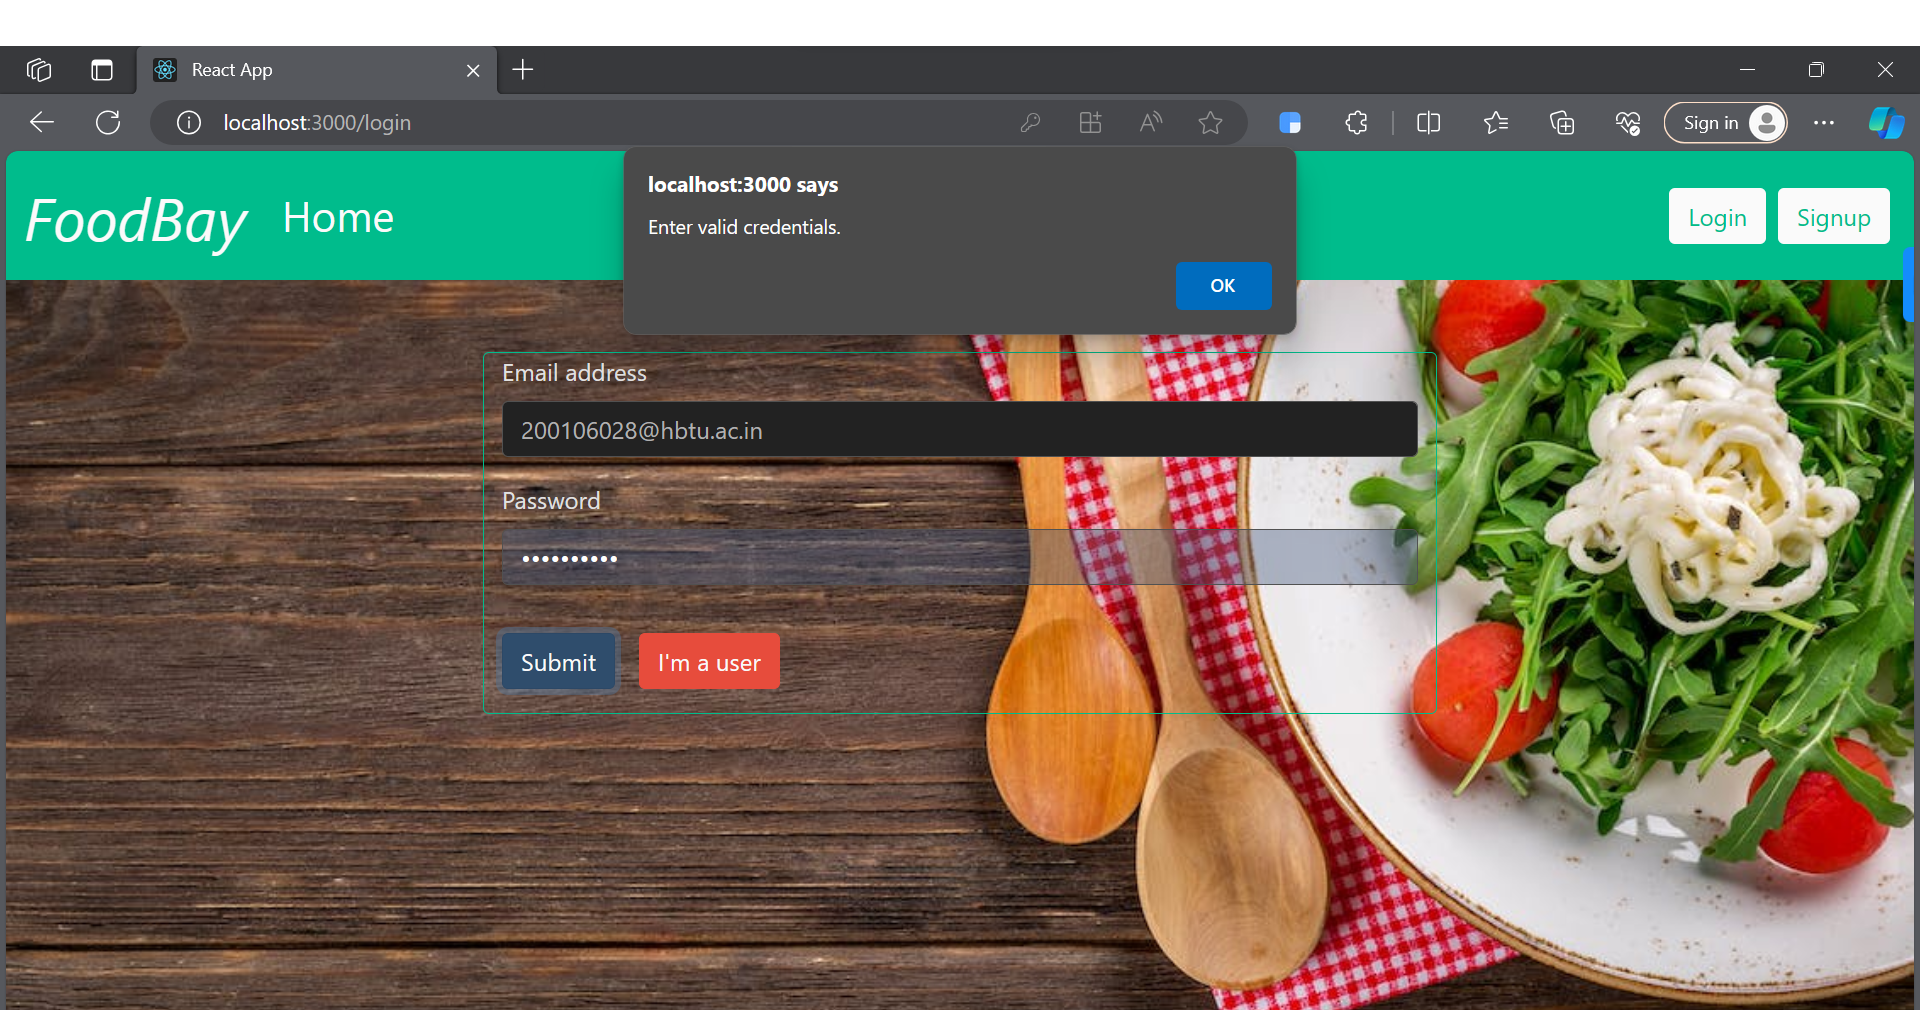 React App
localhost:3000/login
Sign in
localhost:3000 says
Enter valid credentials.
OK
FoodBay Home
Login Signup
Email address
200106028@hbtu.ac.in
Password
Submit I'm a user